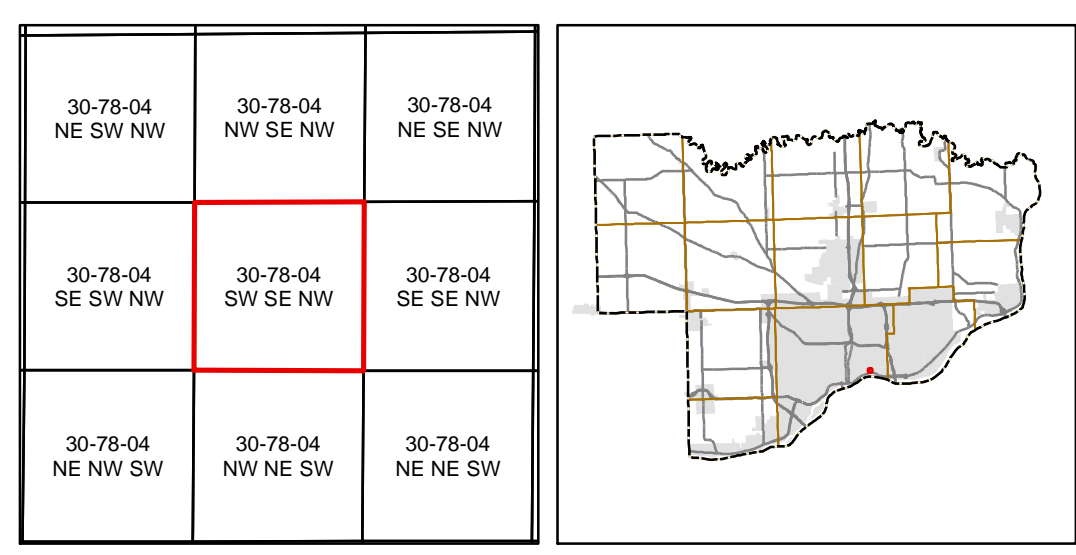 30-78-04
NE SW NW
30-78-04
NW SE NW
30-78-04
NE SE NW
30-78-04
SE SW NW
30-78-04
SW SE NW
30-78-04
SE SE NW
30-78-04
NE NW SW
30-78-04
NW NE SW
30-78-04
NE NE SW